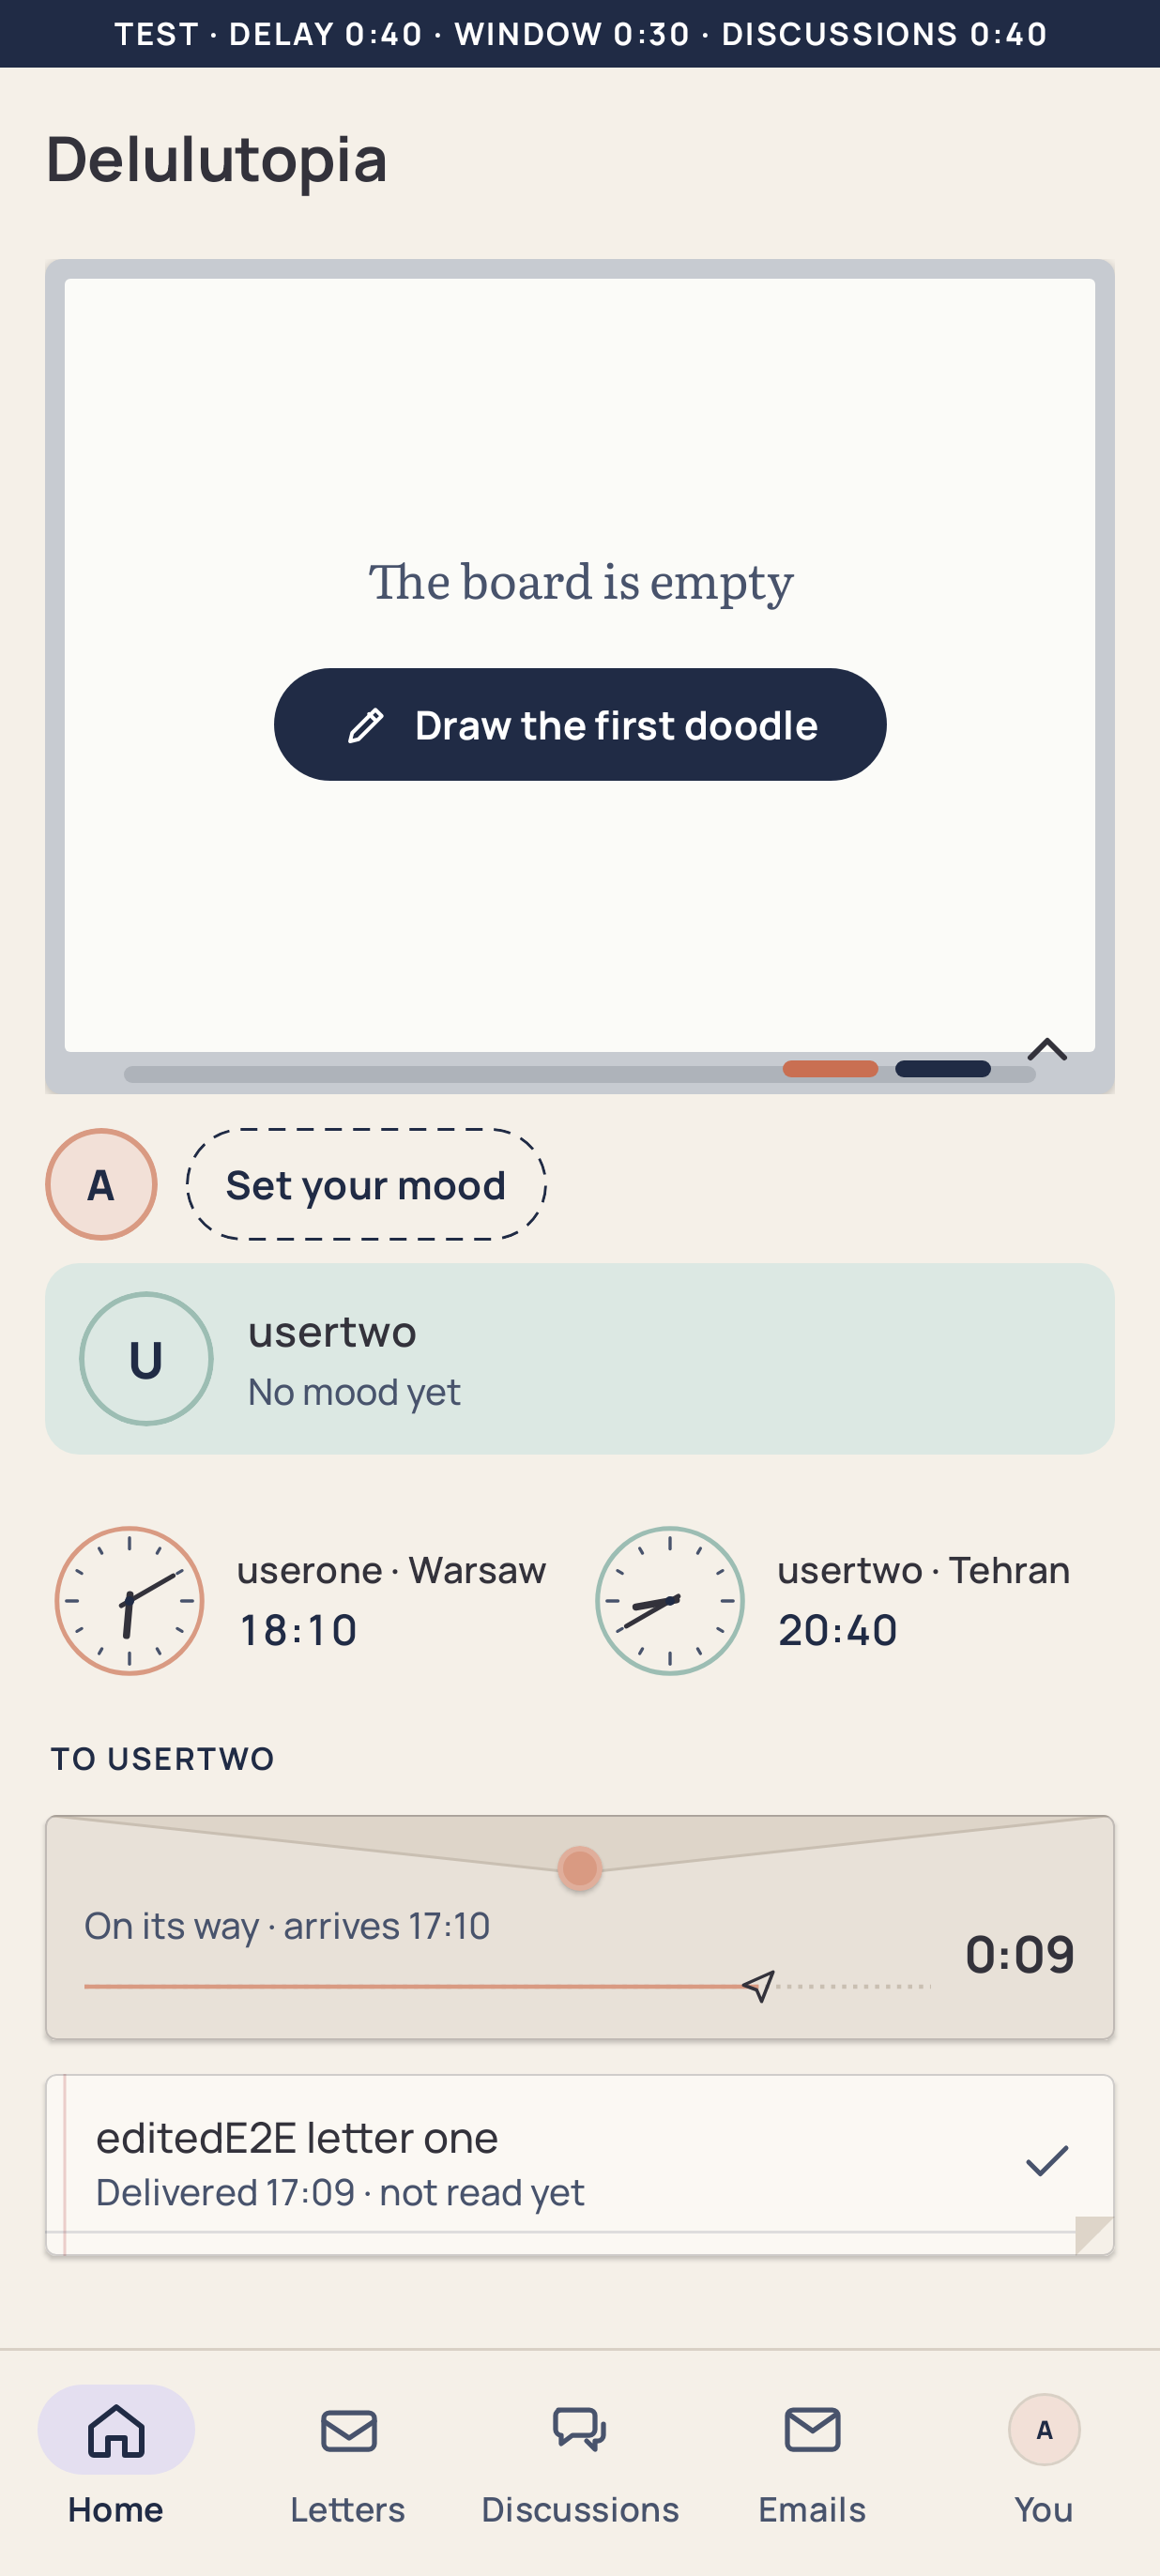 TEST · DELAY 0:40 · WINDOW 0:30 · DISCUSSIONS 0:40
Delulutopia
The board is empty
Draw the first doodle
A
Set your mood
U
usertwo
No mood yet
userone · Warsaw
18:10
usertwo · Tehran
20:40
TO USERTWO
On its way · arrives 17:10
0:09
editedE2E letter one
Delivered 17:09 · not read yet
A
Home
Letters
Discussions
Emails
You